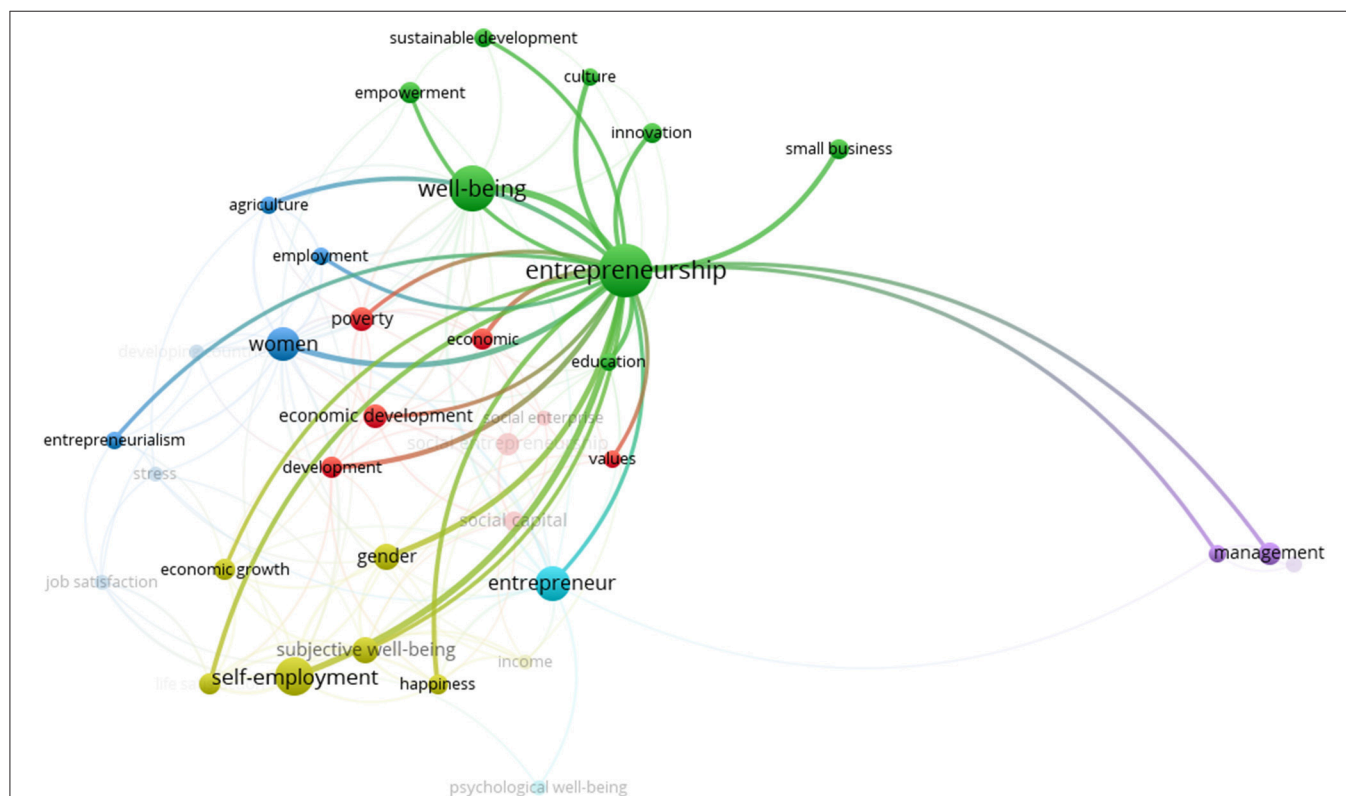 sustainable development
culture
empowerment
innovation
small business
well-being
agriculture
employment
entrepreneurship
poverty
economic
women
developing
education
economic development
social enterprise
entrepreneurialism
social entrepreneurship
values
development
stress
social capital
gender
management
economic growth
job satisfaction
entrepreneur
subjective well-being
income
self-employment
happiness
life
psychological well-being